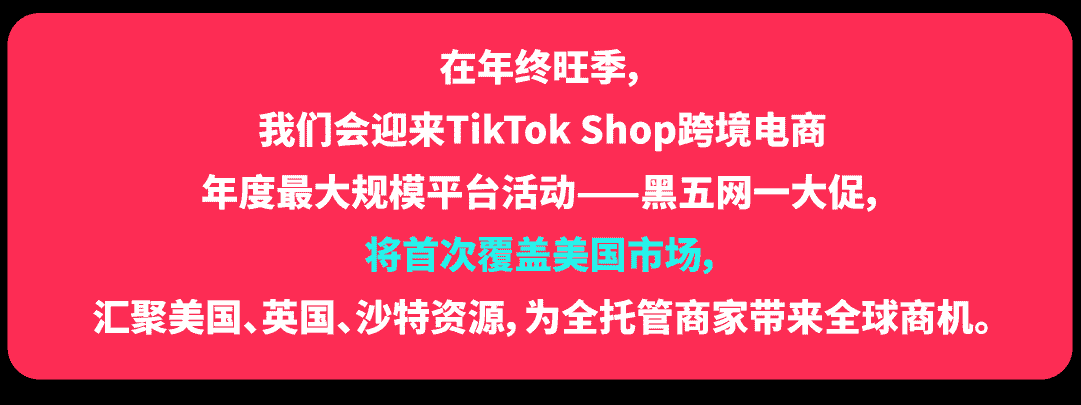 在年终旺季，
我们会迎来TikTok Shop跨境电商
年度最大规模平台活动——黑五网一大促，
将首次覆盖美国市场，
汇聚美国、英国、沙特资源，为全托管商家带来全球商机。